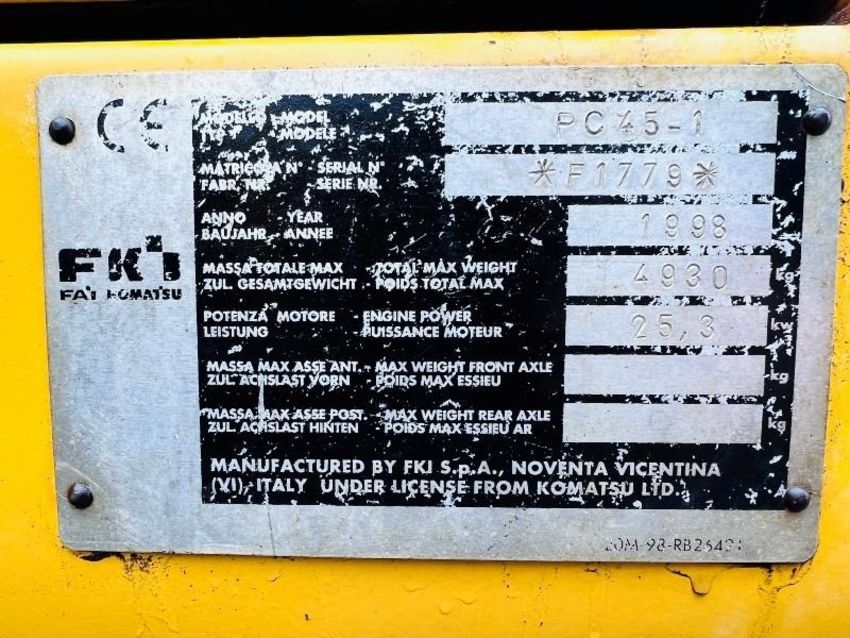 CE
MODELLO - MODEL PC45-1
TYP - MODELE
MATRICOLA N° - SERIAL N° *F1779*
FABR. NR. - SERIE NR.
ANNO - YEAR 1998
BAUJAHR - ANNEE
FKI
FAI KOMATSU
MASSA TOTALE MAX - TOTAL MAX WEIGHT 4930 kg
ZUL. GESAMTGEWICHT - POIDS TOTAL MAX
POTENZA MOTORE - ENGINE POWER 25,3 kw
LEISTUNG - PUISSANCE MOTEUR
MASSA MAX ASSE ANT. - MAX WEIGHT FRONT AXLE kg
ZUL. ACHSLAST VORN - POIDS MAX ESSIEU
MASSA MAX ASSE POST. - MAX WEIGHT REAR AXLE kg
ZUL. ACHSLAST HINTEN - POIDS MAX ESSIEU AR
MANUFACTURED BY FKI S.p.A., NOVENTA VICENTINA
(VI), ITALY UNDER LICENSE FROM KOMATSU LTD.